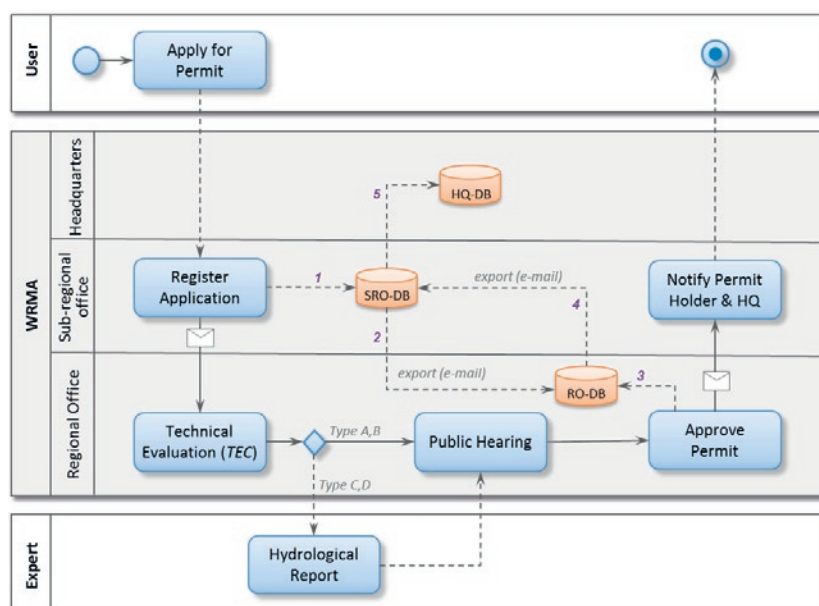 User
Apply for
Permit
WRMA
Headquarters
5
HQ-DB
Sub-regional
office
Register
Application
1
SRO-DB
export (e-mail)
Notify Permit
Holder & HQ
2
4
export (e-mail)
Regional Office
RO-DB
3
Technical
Evaluation (TEC)
Type A,B
Public Hearing
Approve
Permit
Type C,D
Expert
Hydrological
Report